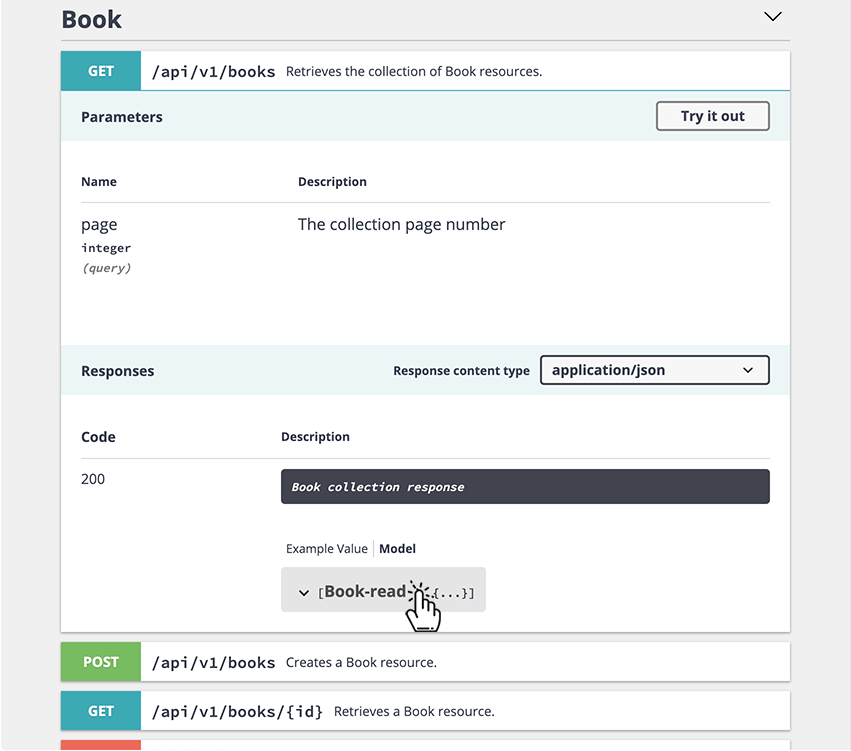 Book
GET /api/v1/books Retrieves the collection of Book resources.
Parameters Try it out
Name Description
page The collection page number
integer
(query)
Responses Response content type application/json
Code Description
200 Book collection response
Example Value Model
[Book-read {...}]
POST /api/v1/books Creates a Book resource.
GET /api/v1/books/{id} Retrieves a Book resource.